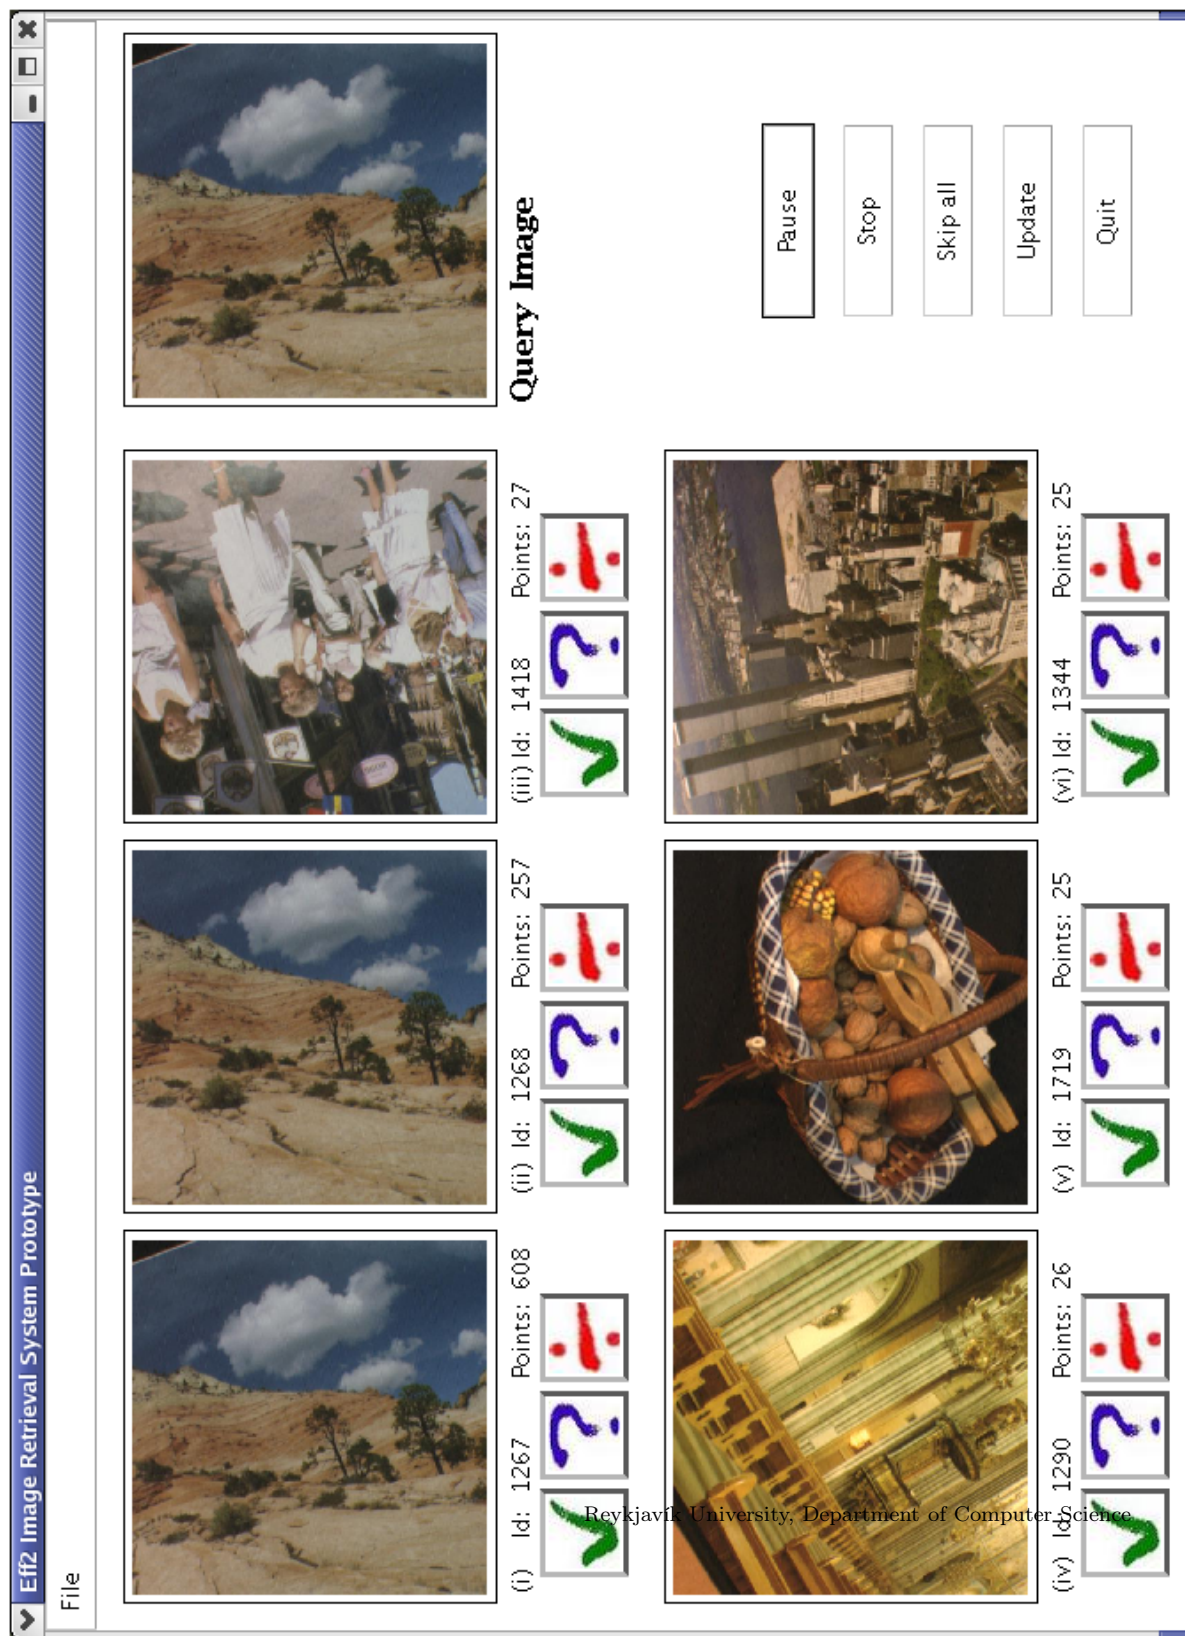 Eff2 Image Retrieval System Prototype
File
(i) Id: 1267 Points: 608
(ii) Id: 1268 Points: 257
(iii) Id: 1418 Points: 27
Query Image
(iv) Id: 1290 Points: 26
(v) Id: 1719 Points: 25
(vi) Id: 1344 Points: 25
Pause
Stop
Skip all
Update
Quit
Reykjavík University, Department of Computer Science